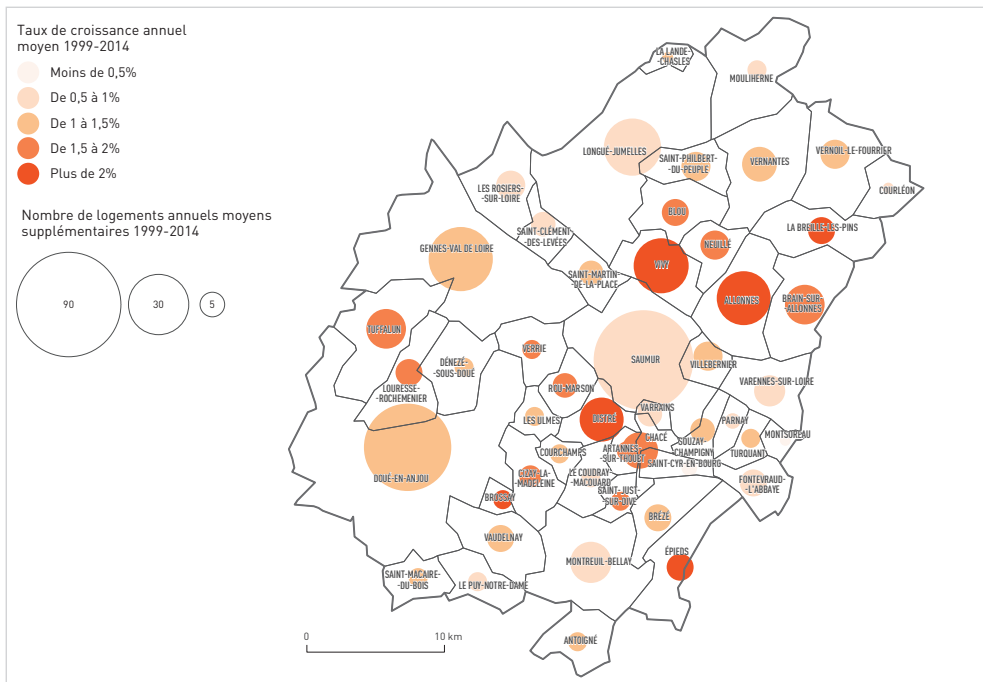 Taux de croissance annuel
moyen 1999-2014
Moins de 0,5%
De 0,5 à 1%
De 1 à 1,5%
De 1,5 à 2%
Plus de 2%
Nombre de logements annuels moyens
supplémentaires 1999-2014
90
30
5
LA LANDE-
-CHASLES
MOULIHERNE
LONGUÉ-JUMELLES
SAINT-PHILBERT-
-DU-PEUPLE
VERNANTES
VERNOIL-LE-FOURRIER
COURLÉON
LES ROSIERS-
-SUR-LOIRE
SAINT-CLÉMENT-
-DES-LEVÉES
BLOU
LA BREILLE-LES-PINS
GENNES-VAL DE LOIRE
NEUILLÉ
VIVY
SAINT-MARTIN-
-DE-LA-PLACE
ALLONNES
BRAIN-SUR-
-ALLONNES
TUFFALUN
VERRIE
DÉNEZÉ-
-SOUS-DOUÉ
SAUMUR
VILLEBERNIER
LOURESSE-
-ROCHEMENIER
ROU-MARSON
VARENNES-SUR-LOIRE
LES ULMES
DISTRÉ
VARRAINS
PARNAY
MONTSOREAU
CHACÉ
SOUZAY-
-CHAMPIGNY
TURQUANT
ARTANNES-
-SUR-THOUET
COURCHAMPS
SAINT-CYR-EN-BOURG
DOUÉ-EN-ANJOU
CIZAY-LA-
-MADELEINE
LE COUDRAY-
-MACOUARD
FONTEVRAUD-
-L'ABBAYE
BROSSAY
SAINT-JUST-
-SUR-DIVE
BRÉZÉ
VAUDELNAY
MONTREUIL-BELLAY
ÉPIEDS
SAINT-MACAIRE-
-DU-BOIS
LE PUY-NOTRE-DAME
ANTOIGNÉ
0
10 km